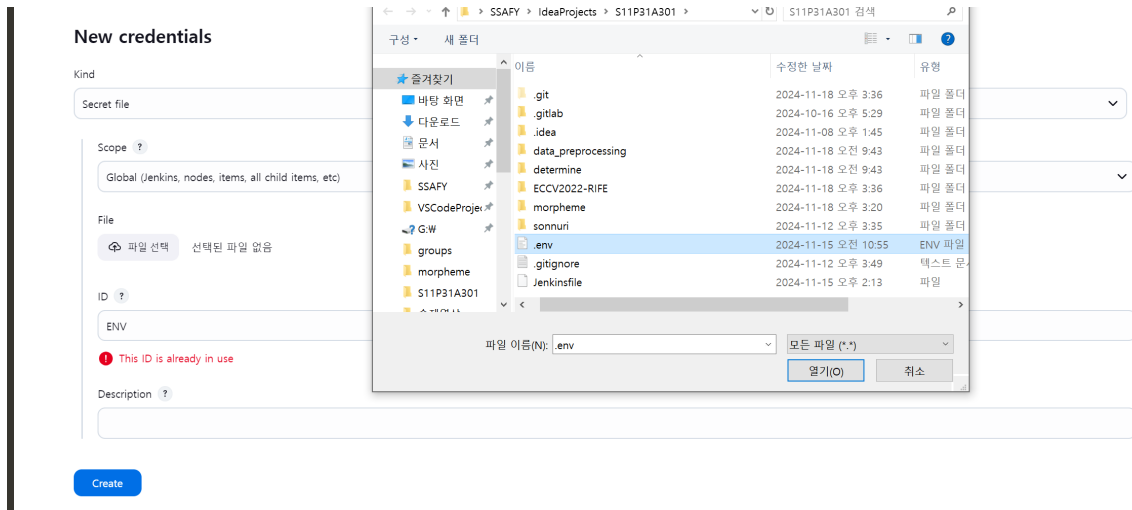 New credentials
Kind
Secret file
Scope ?
Global (Jenkins, nodes, items, all child items, etc)
File
파일 선택 선택된 파일 없음
ID ?
ENV
This ID is already in use
Description ?
Create
SSAFY > IdeaProjects > S11P31A301 >
S11P31A301 검색
구성 새 폴더
즐겨찾기
바탕 화면
다운로드
문서
사진
SSAFY
VSCodeProje
G:₩
groups
morpheme
S11P31A301
이름 수정한 날짜 유형
.git 2024-11-18 오후 3:36 파일 폴더
.gitlab 2024-10-16 오후 5:29 파일 폴더
.idea 2024-11-08 오후 1:45 파일 폴더
data_preprocessing 2024-11-18 오전 9:43 파일 폴더
determine 2024-11-18 오전 9:43 파일 폴더
ECCV2022-RIFE 2024-11-18 오후 3:36 파일 폴더
morpheme 2024-11-18 오후 3:20 파일 폴더
sonnuri 2024-11-12 오후 3:35 파일 폴더
.env 2024-11-15 오전 10:55 ENV 파일
.gitignore 2024-11-12 오후 3:49 텍스트 문
Jenkinsfile 2024-11-15 오후 2:13 파일
파일 이름(N): .env 모든 파일 (*.*)
열기(O) 취소